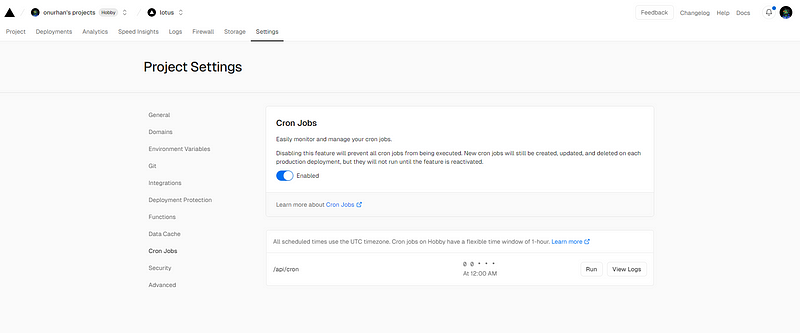 onurhan's projects Hobby lotus Feedback Changelog Help Docs
Project Deployments Analytics Speed Insights Logs Firewall Storage Settings
Project Settings
General
Domains
Environment Variables
Git
Integrations
Deployment Protection
Functions
Data Cache
Cron Jobs
Security
Advanced
Cron Jobs
Easily monitor and manage your cron jobs.
Disabling this feature will prevent all cron jobs from being executed. New cron jobs will still be created, updated, and deleted on each
production deployment, but they will not run until the feature is reactivated.
Enabled
Learn more about Cron Jobs
All scheduled times use the UTC timezone. Cron jobs on Hobby have a flexible time window of 1-hour. Learn more
/api/cron
0 0 * * *
At 12:00 AM
Run View Logs